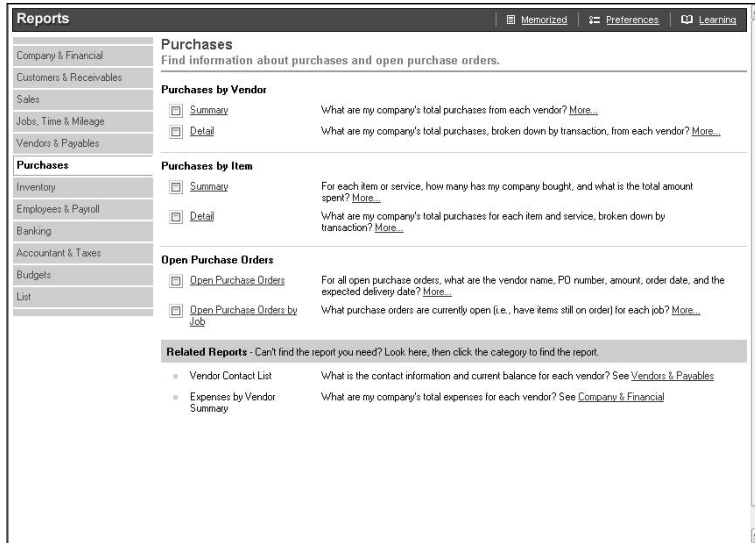 Reports
Memorized
Preferences
Learning
Company & Financial
Customers & Receivables
Sales
Jobs, Time & Mileage
Vendors & Payables
Purchases
Inventory
Employees & Payroll
Banking
Accountant & Taxes
Budgets
List
Purchases
Find information about purchases and open purchase orders.
Purchases by Vendor
Summary
What are my company's total purchases from each vendor? More...
Detail
What are my company's total purchases, broken down by transaction, from each vendor? More...
Purchases by Item
Summary
For each item or service, how many has my company bought, and what is the total amount
spent? More...
Detail
What are my company's total purchases for each item and service, broken down by
transaction? More...
Open Purchase Orders
Open Purchase Orders
For all open purchase orders, what are the vendor name, PO number, amount, order date, and the
expected delivery date? More...
Open Purchase Orders by
Job
What purchase orders are currently open (i.e., have items still on order) for each job? More...
Related Reports - Can't find the report you need? Look here, then click the category to find the report.
Vendor Contact List
What is the contact information and current balance for each vendor? See Vendors & Payables
Expenses by Vendor
Summary
What are my company's total expenses for each vendor? See Company & Financial